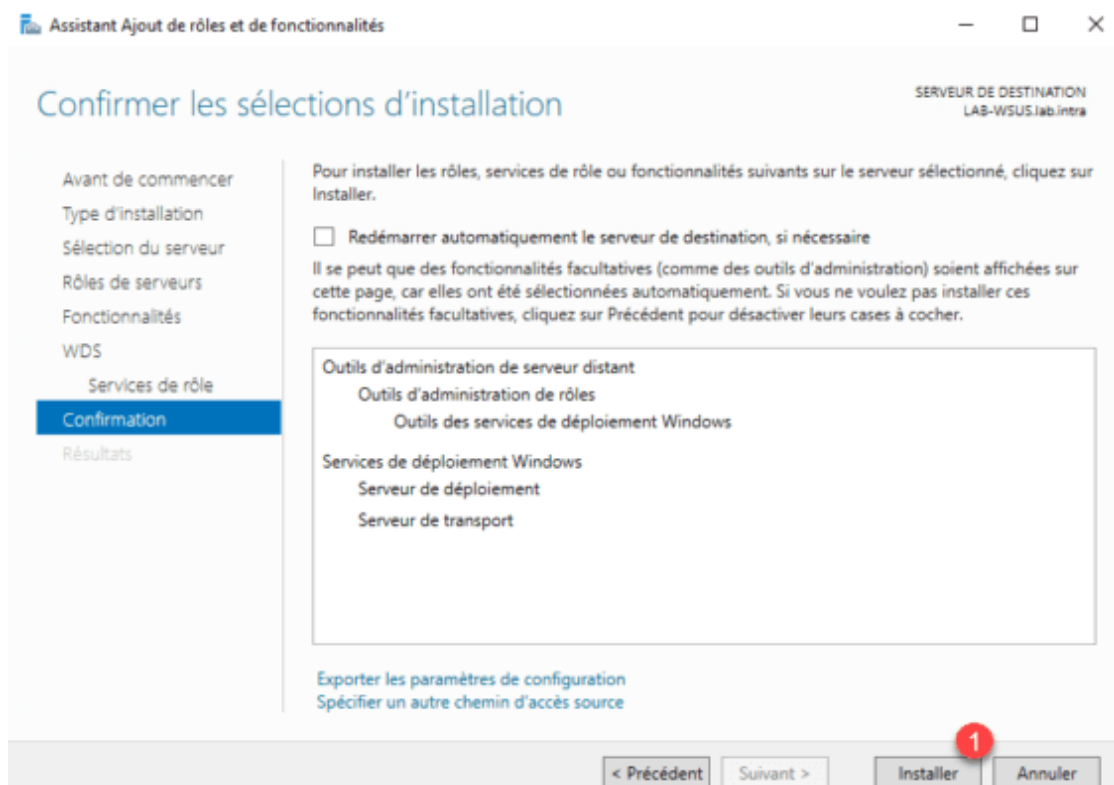 Assistant Ajout de rôles et de fonctionnalités
Confirmer les sélections d'installation
SERVEUR DE DESTINATION
LAB-WSUS.lab.intra
Avant de commencer
Type d'installation
Sélection du serveur
Rôles de serveurs
Fonctionnalités
WDS
Services de rôle
Confirmation
Résultats
Pour installer les rôles, services de rôle ou fonctionnalités suivants sur le serveur sélectionné, cliquez sur
Installer.
Redémarrer automatiquement le serveur de destination, si nécessaire
Il se peut que des fonctionnalités facultatives (comme des outils d'administration) soient affichées sur
cette page, car elles ont été sélectionnées automatiquement. Si vous ne voulez pas installer ces
fonctionnalités facultatives, cliquez sur Précédent pour désactiver leurs cases à cocher.
Outils d'administration de serveur distant
Outils d'administration de rôles
Outils des services de déploiement Windows
Services de déploiement Windows
Serveur de déploiement
Serveur de transport
Exporter les paramètres de configuration
Spécifier un autre chemin d'accès source
1
< Précédent
Suivant >
Installer
Annuler